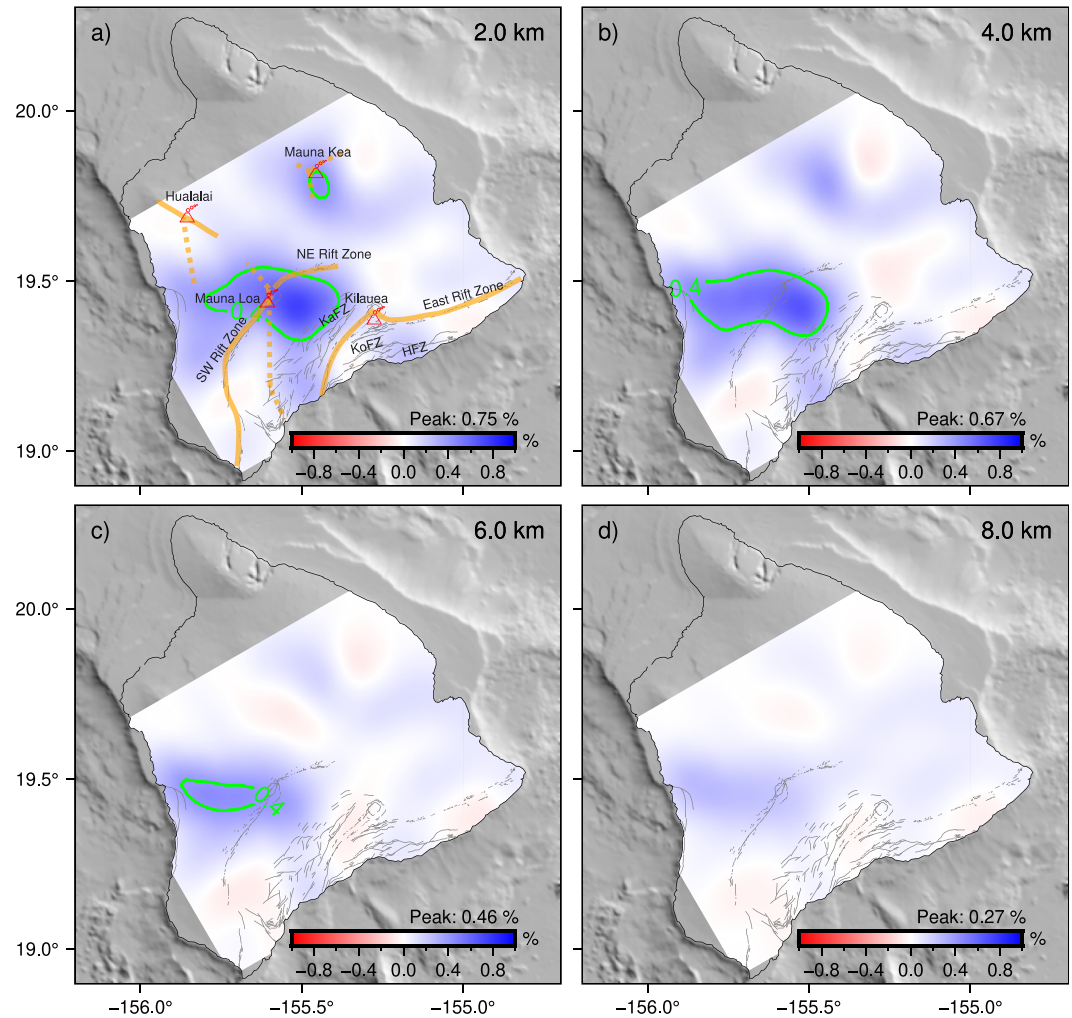 a)
2.0 km
20.0°
19.5°
19.0°
Mauna Kea
Hualalai
NE Rift Zone
Mauna Loa
0
Kilauea
East Rift Zone
KaFZ
KoFZ
HFZ
SW Rift Zone
Peak: 0.75 %
%
−0.8 −0.4 0.0 0.4 0.8
b)
4.0 km
0.4
Peak: 0.67 %
%
−0.8 −0.4 0.0 0.4 0.8
c)
6.0 km
20.0°
19.5°
19.0°
0.4
Peak: 0.46 %
%
−0.8 −0.4 0.0 0.4 0.8
−156.0° −155.5° −155.0°
d)
8.0 km
Peak: 0.27 %
%
−0.8 −0.4 0.0 0.4 0.8
−156.0° −155.5° −155.0°